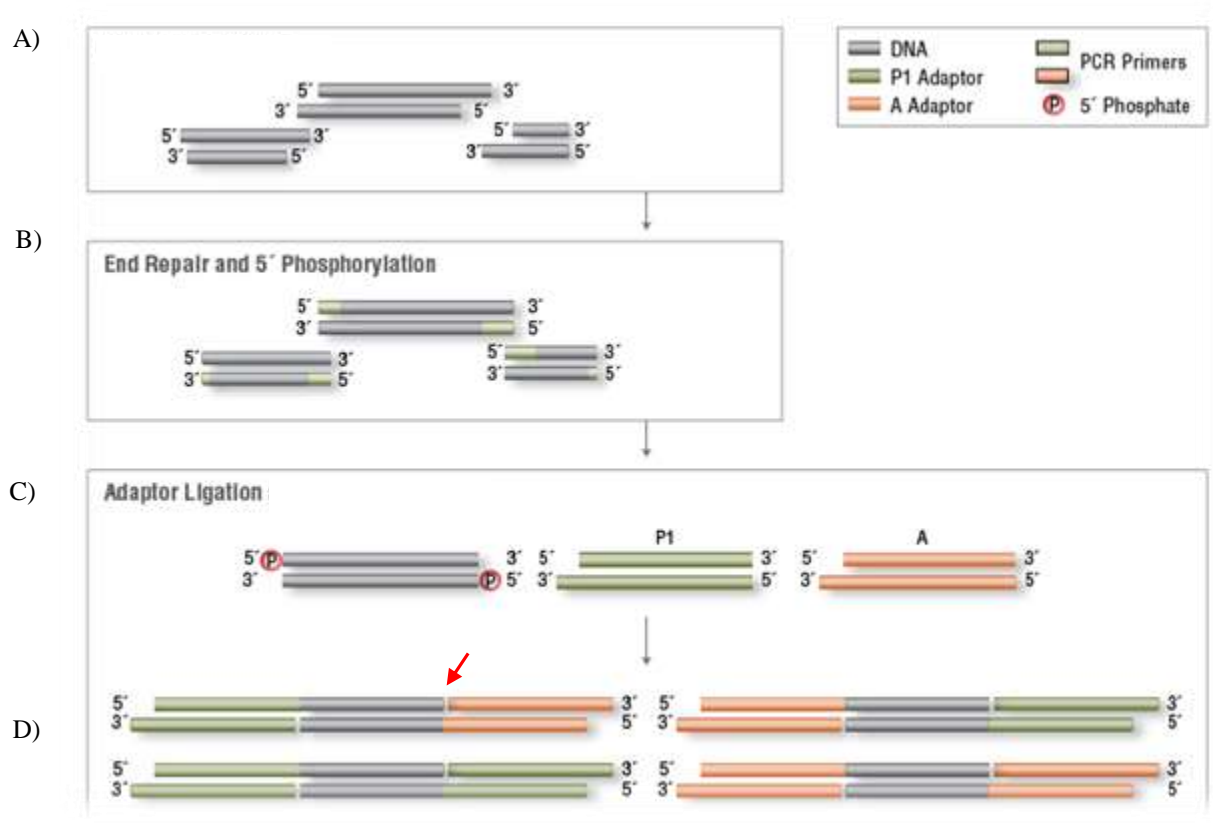 A)
DNA
P1 Adaptor
A Adaptor
PCR Primers
P 5´ Phosphate
5´ 3´
3´ 5´
5´ 3´
3´ 5´
5´ 3´
3´ 5´
B)
End Repair and 5´ Phosphorylation
5´ 3´
3´ 5´
5´ 3´
3´ 5´
5´ 3´
3´ 5´
C)
Adaptor Ligation
P1 A
5´ P 3´ 5´ 3´ 5´ 3´
3´ P 5´ 3´ 5´ 3´ 5´
D)
5´ 3´ 5´ 3´
3´ 5´ 3´ 5´
5´ 3´ 5´ 3´
3´ 5´ 3´ 5´